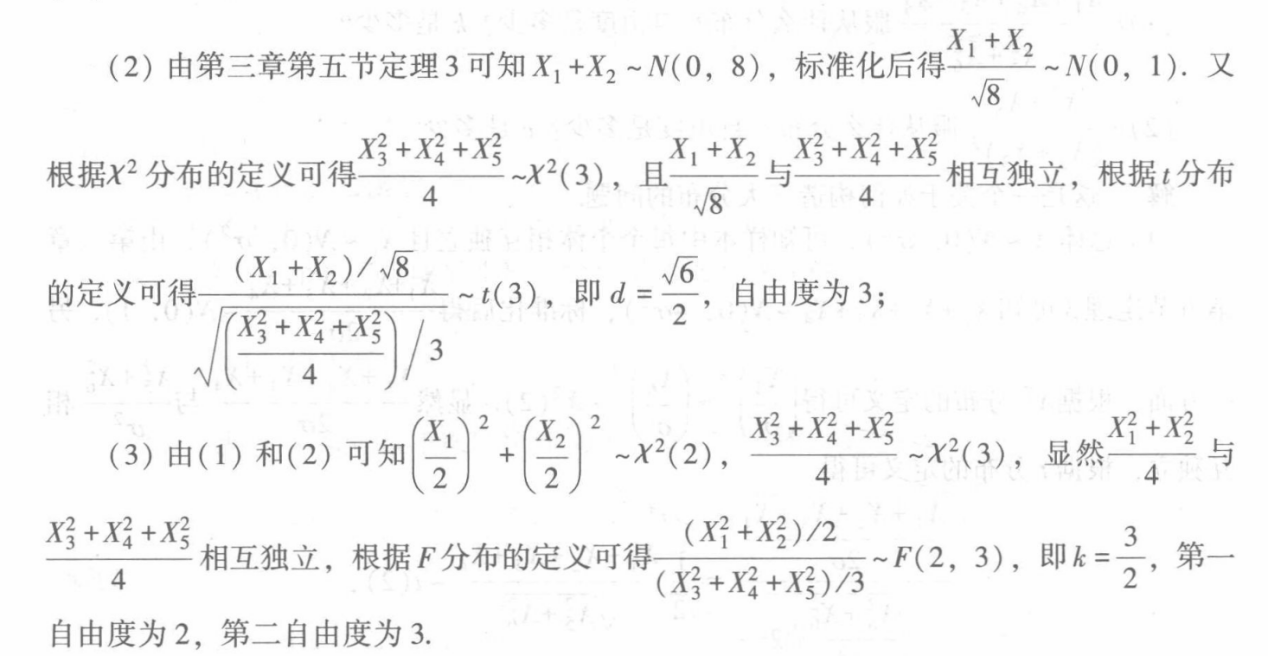 (2) 由第三章第五节定理 3 可知 X₁+X₂ ~ N(0, 8), 标准化后得 (X₁+X₂)/√8 ~ N(0, 1). 又
根据χ² 分布的定义可得 (X₃²+X₄²+X₅²)/4 ~χ²(3), 且 (X₁+X₂)/√8 与 (X₃²+X₄²+X₅²)/4 相互独立, 根据 t 分布
的定义可得 ((X₁+X₂)/√8)/√(((X₃²+X₄²+X₅²)/4)/3) ~ t(3), 即 d = √6/2, 自由度为 3;
(3) 由(1) 和(2) 可知 (X₁/2)² + (X₂/2)² ~χ²(2), (X₃²+X₄²+X₅²)/4 ~χ²(3), 显然 (X₁²+X₂²)/4 与
(X₃²+X₄²+X₅²)/4 相互独立, 根据 F 分布的定义可得 ((X₁²+X₂²)/2)/((X₃²+X₄²+X₅²)/3) ~ F(2, 3), 即 k = 3/2, 第一
自由度为 2, 第二自由度为 3.